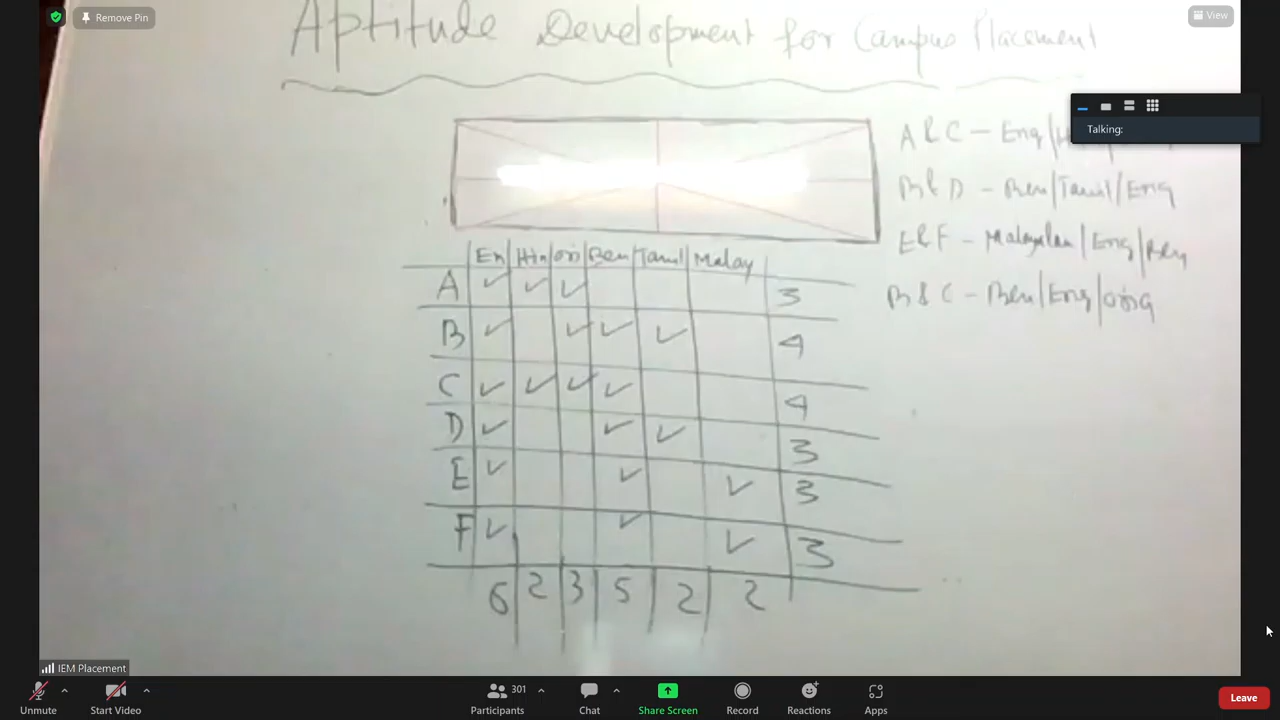 Remove Pin
View
Aptitude Development for Campus Placement
Talking:
A & C - Eng/
B & D - Ben/Tamil/Eng
E & F - Malayalam/Eng/Ben
B & C - Ben/Eng/
En Hin Ori Ben Tamil Malay
A ✓ ✓ ✓ 3
B ✓ ✓ ✓ ✓ 4
C ✓ ✓ ✓ ✓ 4
D ✓ ✓ ✓ 3
E ✓ ✓ ✓ 3
F ✓ ✓ ✓ 3
6 2 3 5 2 2
IEM Placement
Unmute
Start Video
301
Participants
Chat
Share Screen
Record
Reactions
Apps
Leave